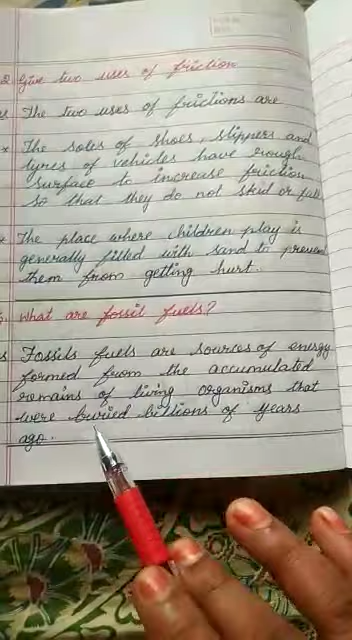 2 Give two uses of friction
The two uses of frictions are
* The soles of shoes, slippers and
tyres of vehicles have rough
surface to increase friction
so that they do not skid or fall
* The place where children play is
generally filled with sand to prevent
them from getting hurt.
What are fossil fuels?
Fossils fuels are sources of energy
formed from the accumulated
remains of living organisms that
were buried billions of years
ago.